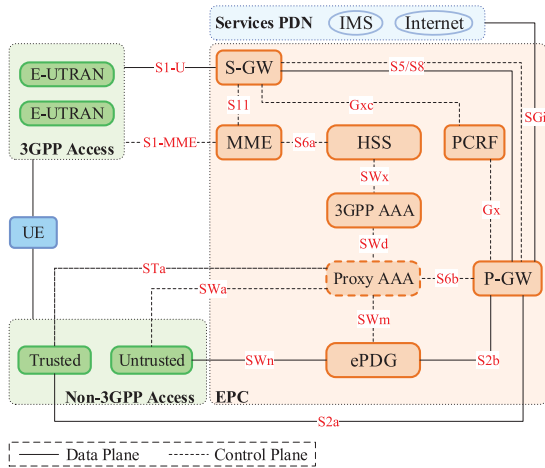 Services PDN IMS Internet
E-UTRAN S1-U S-GW S5/S8
E-UTRAN S11 Gxc SGi
3GPP Access S1-MME MME S6a HSS PCRF
SWx
3GPP AAA Gx
UE
SWd
STa Proxy AAA S6b P-GW
SWa
SWm
Trusted Untrusted SWn ePDG S2b
Non-3GPP Access EPC
S2a
Data Plane Control Plane